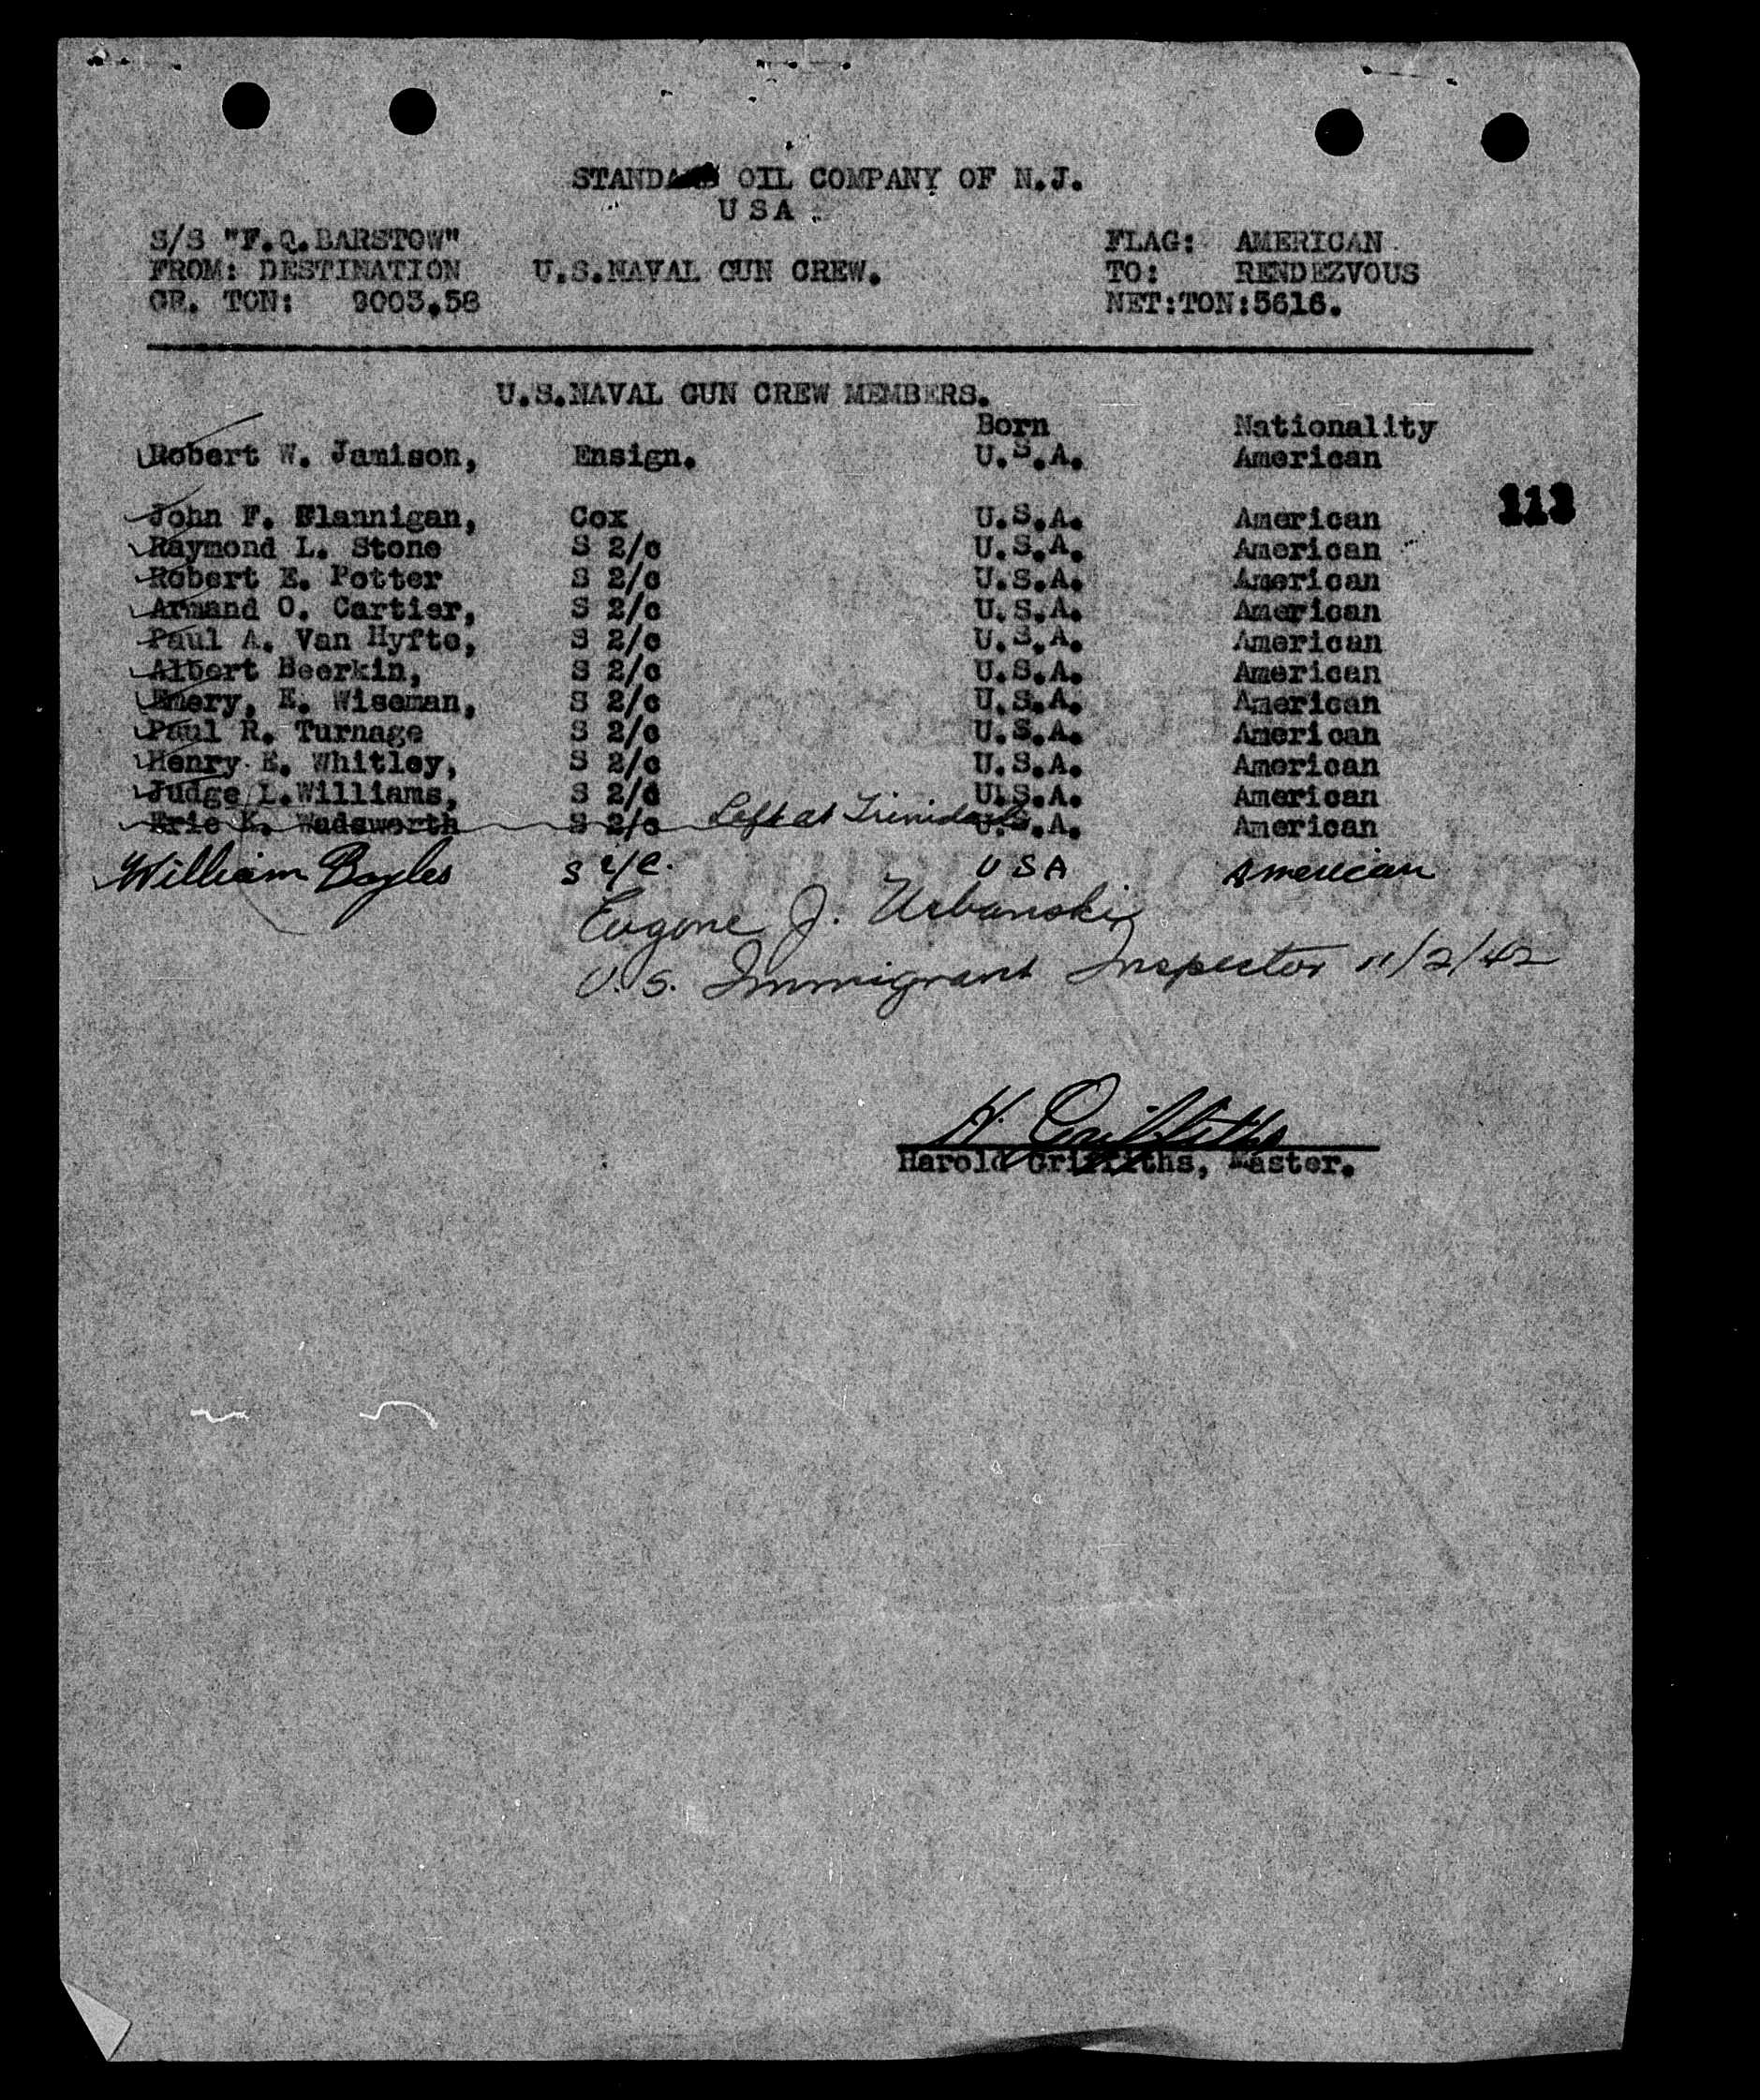 STANDARD OIL COMPANY OF N.J.
USA.
S/S "F.Q.BARSTOW" FLAG: AMERICAN
FROM: DESTINATION U.S.NAVAL GUN CREW. TO: RENDEZVOUS
GR. TON: 9003.58 NET:TON:5616.
U.S.NAVAL GUN CREW MEMBERS.
Born Nationality
Robert W. Jamison, Ensign. U.S.A. American
113
John F. Flannigan, Cox U.S.A. American
Raymond L. Stone S 2/c U.S.A. American
Robert E. Potter S 2/c U.S.A. American
Armand O. Cartier, S 2/c U.S.A. American
Paul A. Van Hyfte, S 2/c U.S.A. American
Albert Beerkin, S 2/c U.S.A. American
Emery, E. Wiseman, S 2/c U.S.A. American
Paul R. Turnage S 2/c U.S.A. American
Henry E. Whitley, S 2/c U.S.A. American
Judge L.Williams, S 2/c U.S.A. American
Eric K. Wadsworth S 2/c Left at Trinidad U.S.A. American
William Boyles S 2/c. USA American
Eugene J. Urbanski
U.S. Immigrant Inspector 11/2/42
H. Griffiths
Harold Griffiths, Master.